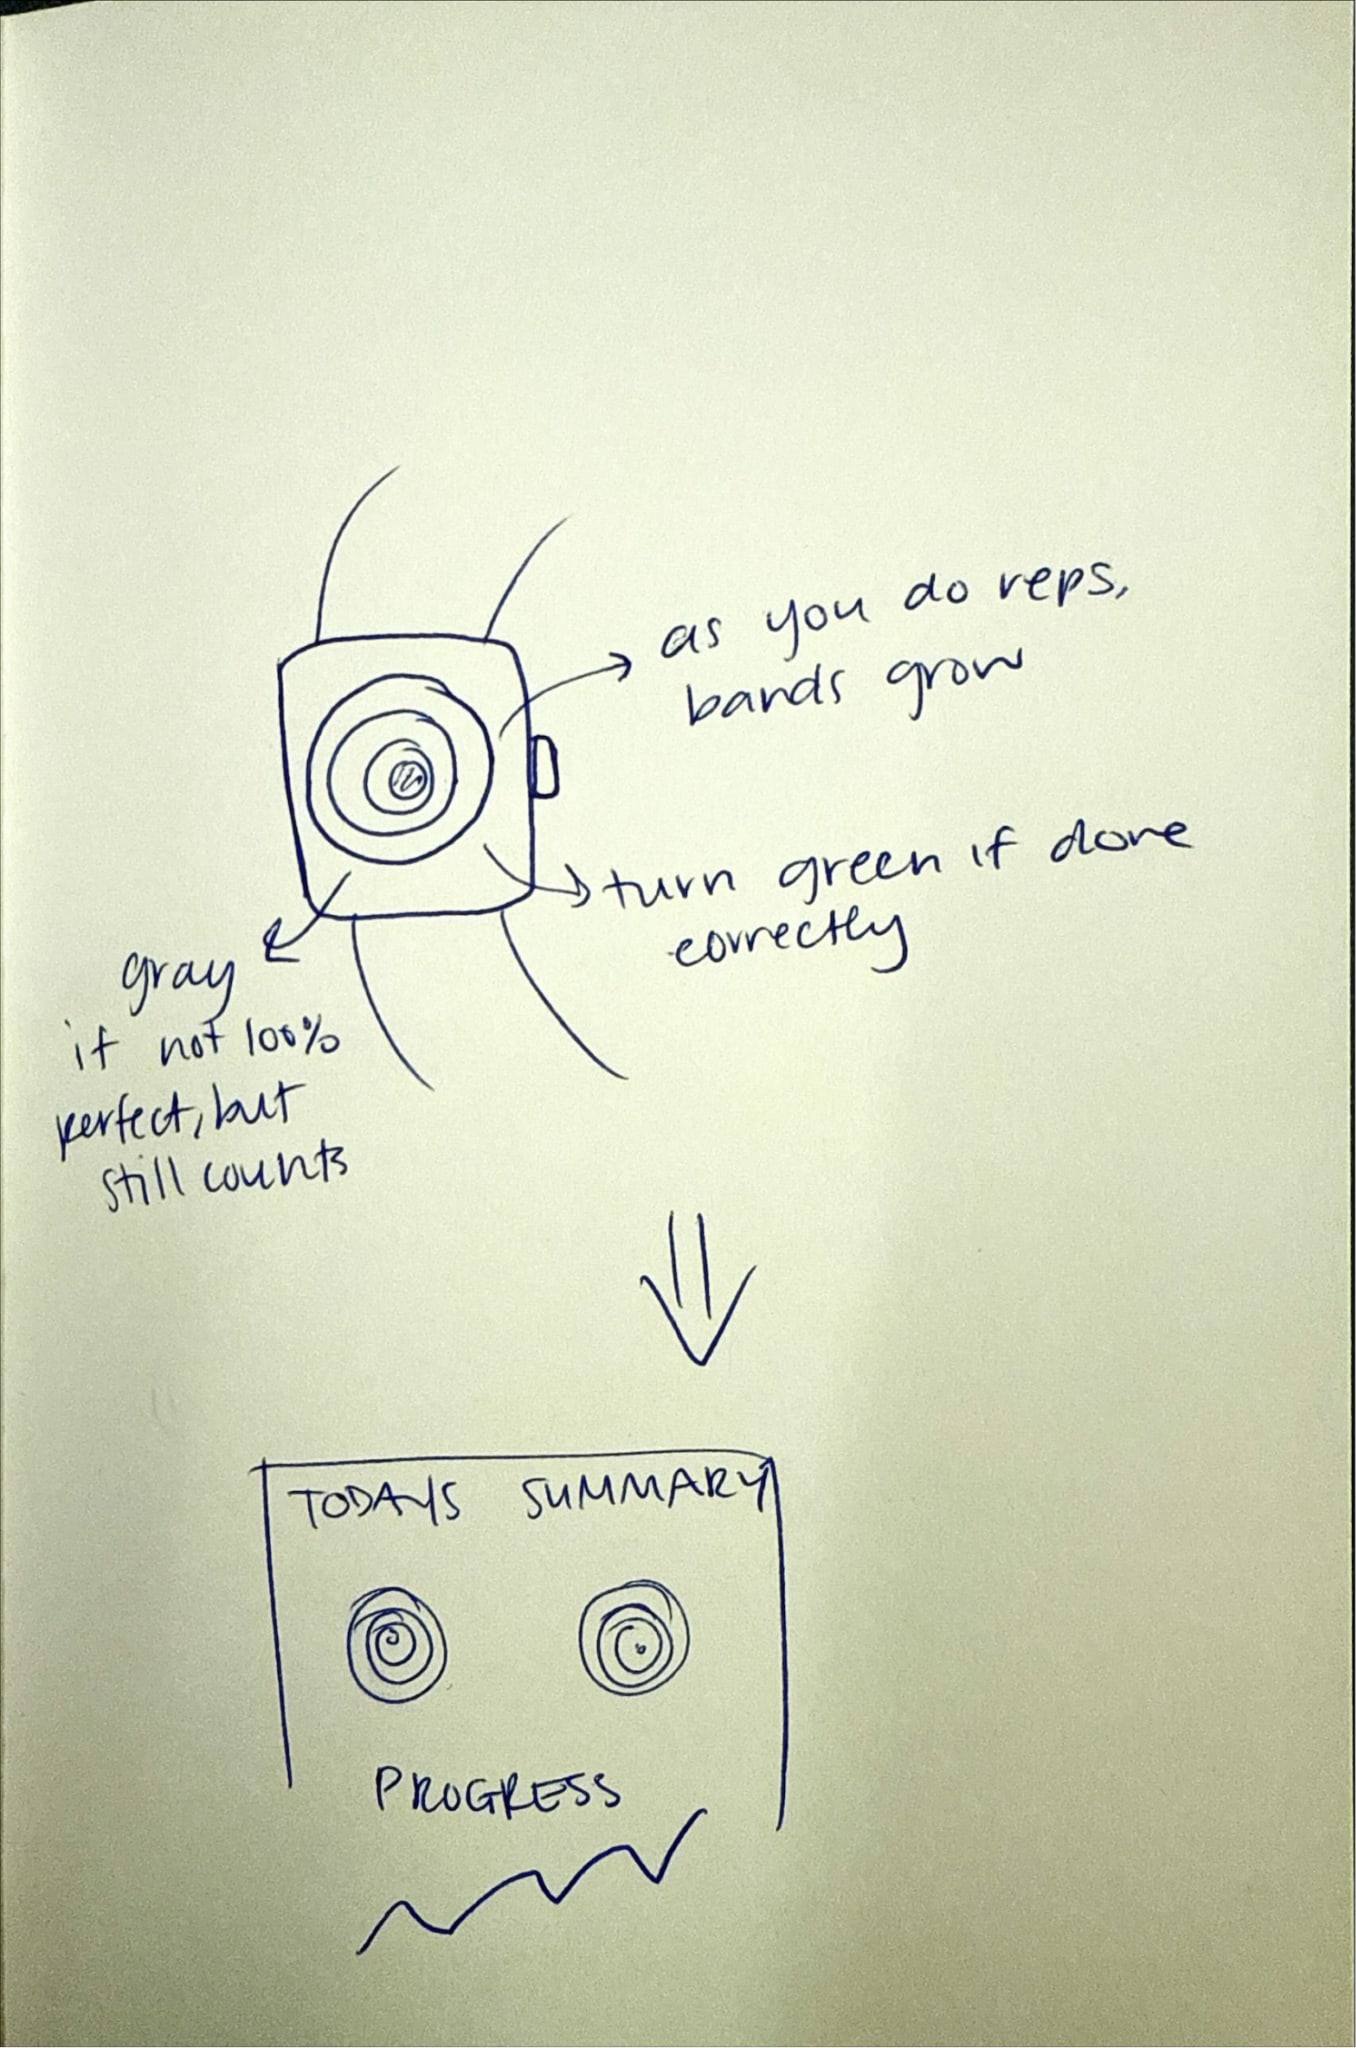 as you do reps,
bands grow
turn green if done
correctly
gray
if not 100%
perfect, but
still counts
TODAYS SUMMARY
PROGRESS